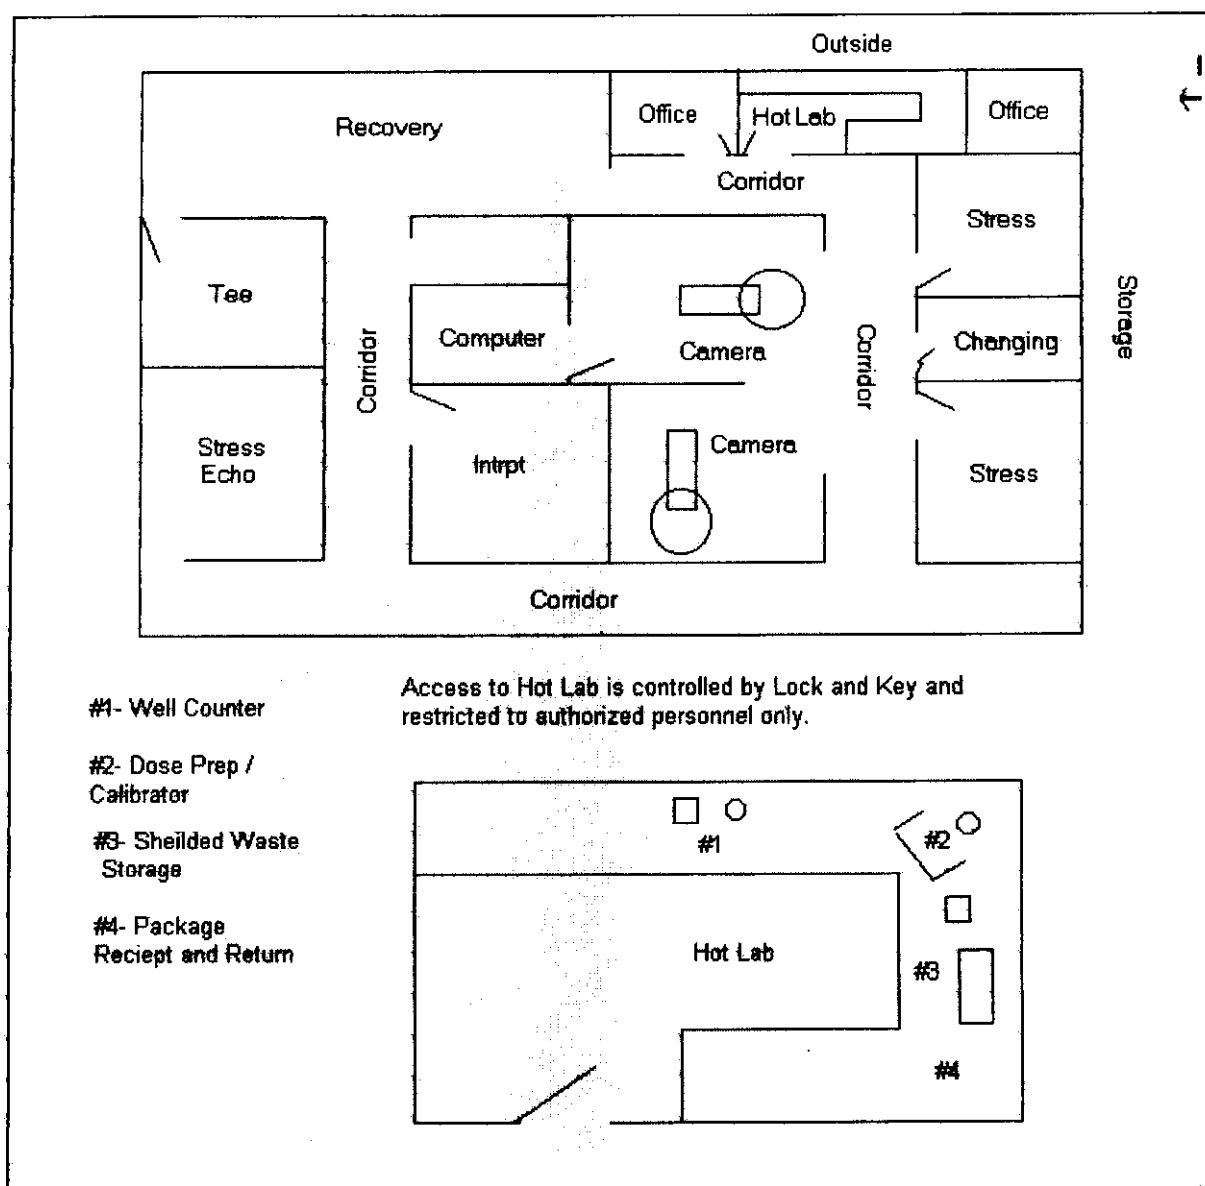 Outside
Office
Hot Lab
Office
Recovery
Corridor
Stress
Tee
Storage
Computer
Camera
Corridor
Corridor
Changing
Stress
Echo
Intrpt
Camera
Stress
Corridor
#1- Well Counter
Access to Hot Lab is controlled by Lock and Key and
restricted to authorized personnel only.
#2- Dose Prep /
Calibrator
#3- Sheilded Waste
Storage
#4- Package
Reciept and Return
#1
#2
Hot Lab
#3
#4